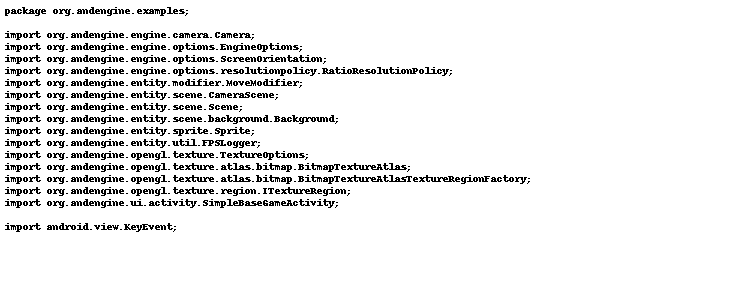 package org.andengine.examples;

import org.andengine.engine.camera.Camera;
import org.andengine.engine.options.EngineOptions;
import org.andengine.engine.options.ScreenOrientation;
import org.andengine.engine.options.resolutionpolicy.RatioResolutionPolicy;
import org.andengine.entity.modifier.MoveModifier;
import org.andengine.entity.scene.CameraScene;
import org.andengine.entity.scene.Scene;
import org.andengine.entity.scene.background.Background;
import org.andengine.entity.sprite.Sprite;
import org.andengine.entity.util.FPSLogger;
import org.andengine.opengl.texture.TextureOptions;
import org.andengine.opengl.texture.atlas.bitmap.BitmapTextureAtlas;
import org.andengine.opengl.texture.atlas.bitmap.BitmapTextureAtlasTextureRegionFactory;
import org.andengine.opengl.texture.region.ITextureRegion;
import org.andengine.ui.activity.SimpleBaseGameActivity;

import android.view.KeyEvent;